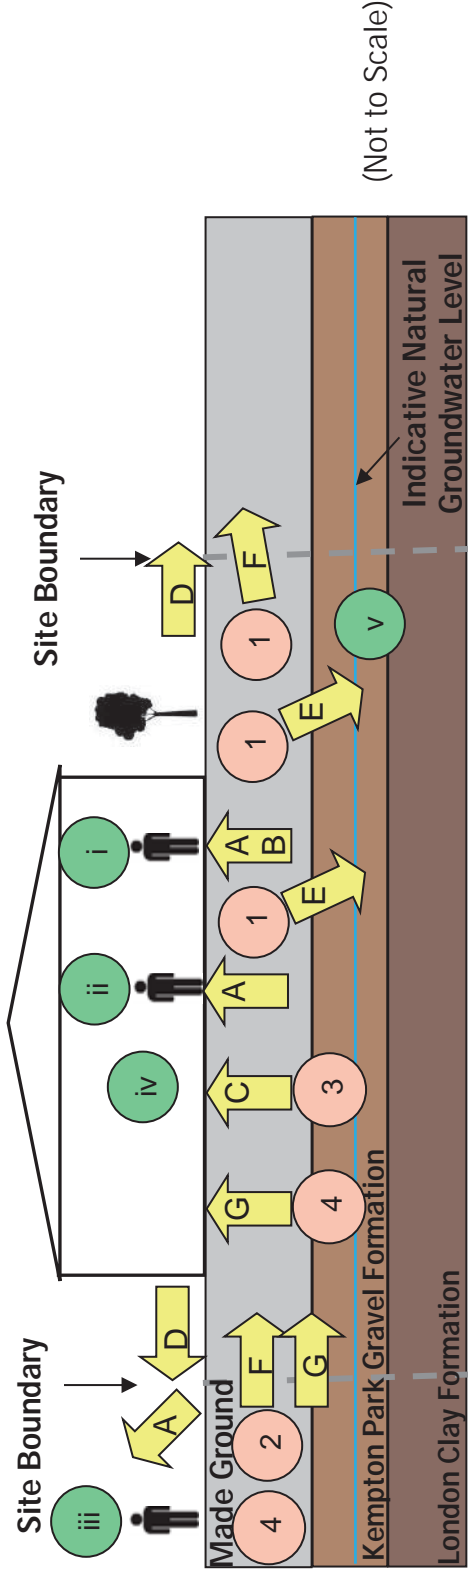 (Not to Scale)
Site Boundary
Site Boundary
iii
ii
i
iv
A
D
D
Made Ground
4
2
F
G
G
C
A
A
B
1
1
1
F
4
3
E
E
v
Kempton Park Gravel Formation
London Clay Formation
Indicative Natural
Groundwater Level